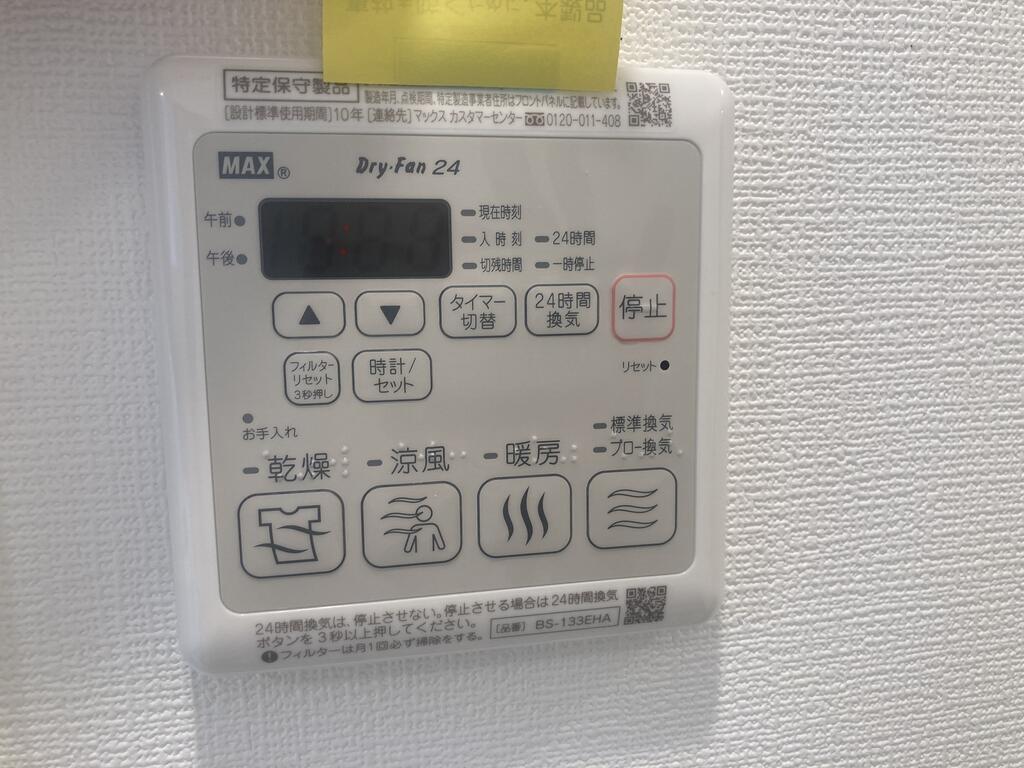 特定保守製品
製造年月、点検期間、特定製造事業者住所はフロントパネルに記載しています。
[設計標準使用期間]10年 [連絡先]マックス カスタマーセンター 0120-011-408
MAX® Dry・Fan 24
午前
午後
現在時刻
入時刻 24時間
切残時間 一時停止
▲ ▼ タイマー切替 24時間換気 停止
フィルターリセット3秒押し 時計/セット リセット
お手入れ
標準換気
ブロー換気
乾燥 涼風 暖房
24時間換気は、停止させない。停止させる場合は24時間換気
ボタンを3秒以上押してください。 [品番] BS-133EHA
フィルターは月1回必ず掃除をする。